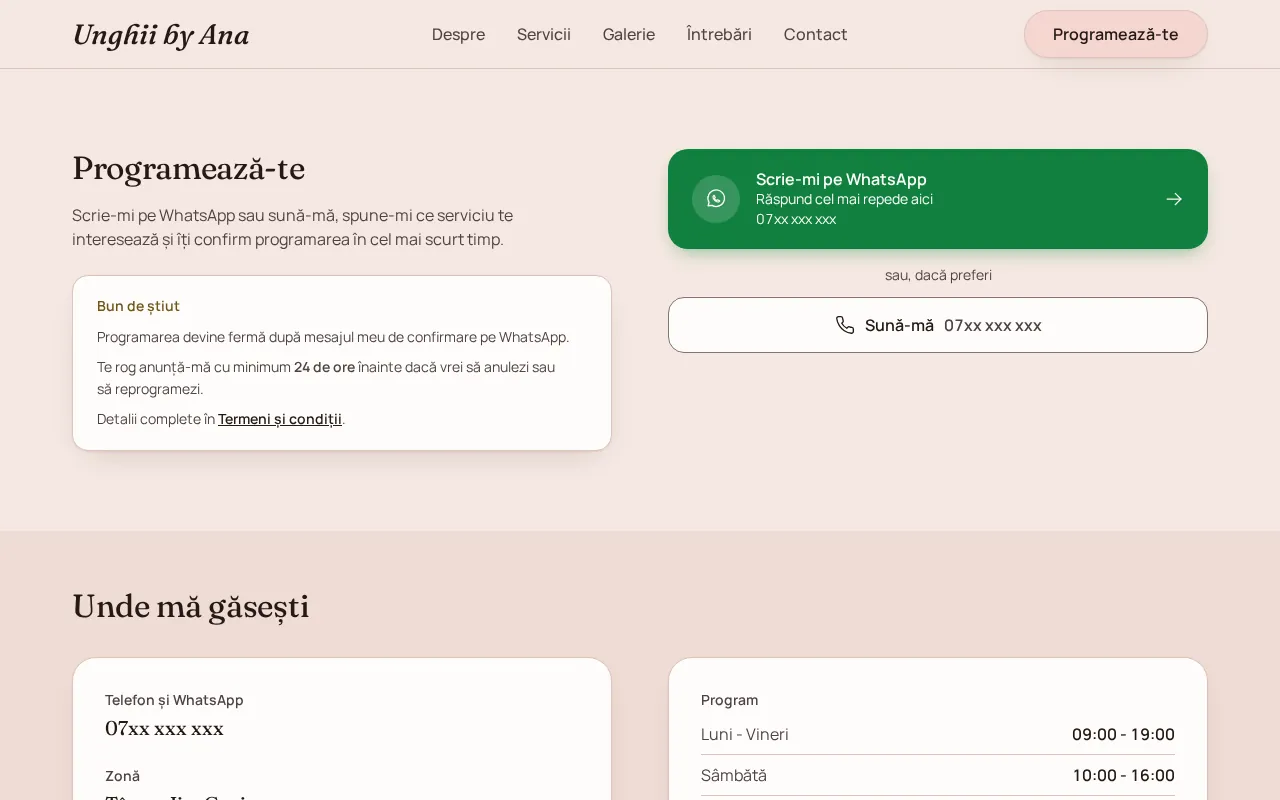 Unghii by Ana
Despre
Servicii
Galerie
Întrebări
Contact
Programează-te
Programează-te
Scrie-mi pe WhatsApp sau sună-mă, spune-mi ce serviciu te
interesează și îți confirm programarea în cel mai scurt timp.
Bun de știut
Programarea devine fermă după mesajul meu de confirmare pe WhatsApp.
Te rog anunță-mă cu minimum 24 de ore înainte dacă vrei să anulezi sau
să reprogramezi.
Detalii complete în Termeni și condiții.
Scrie-mi pe WhatsApp
Răspund cel mai repede aici
07xx xxx xxx
sau, dacă preferi
Sună-mă 07xx xxx xxx
Unde mă găsești
Telefon și WhatsApp
07xx xxx xxx
Zonă
Program
Luni - Vineri 09:00 - 19:00
Sâmbătă 10:00 - 16:00